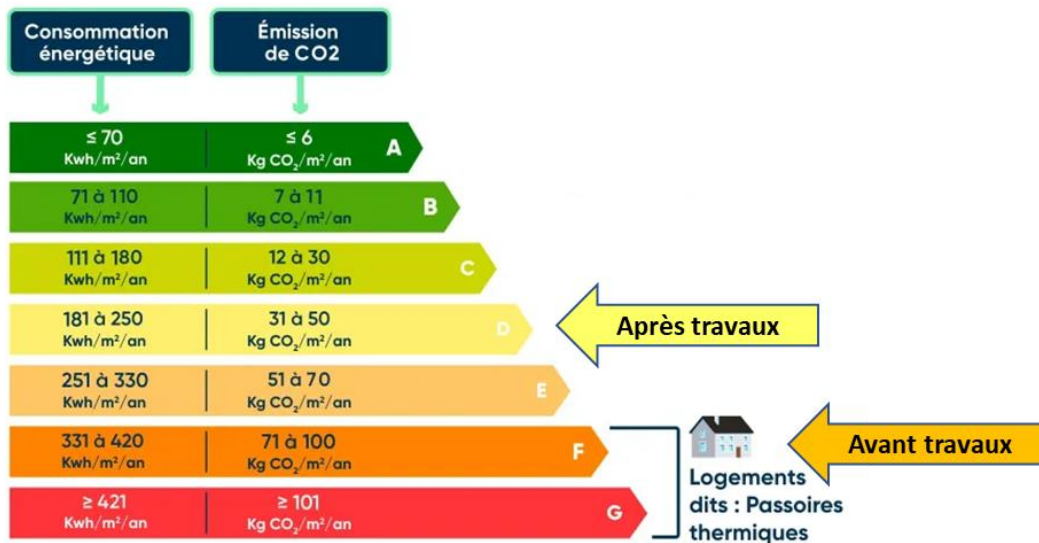 Consommation
énergétique
Émission
de CO2
≤ 70
Kwh/m²/an
≤ 6
Kg CO₂/m²/an
A
71 à 110
Kwh/m²/an
7 à 11
Kg CO₂/m²/an
B
111 à 180
Kwh/m²/an
12 à 30
Kg CO₂/m²/an
C
181 à 250
Kwh/m²/an
31 à 50
Kg CO₂/m²/an
D
Après travaux
251 à 330
Kwh/m²/an
51 à 70
Kg CO₂/m²/an
E
331 à 420
Kwh/m²/an
71 à 100
Kg CO₂/m²/an
F
Avant travaux
≥ 421
Kwh/m²/an
≥ 101
Kg CO₂/m²/an
G
Logements
dits : Passoires
thermiques